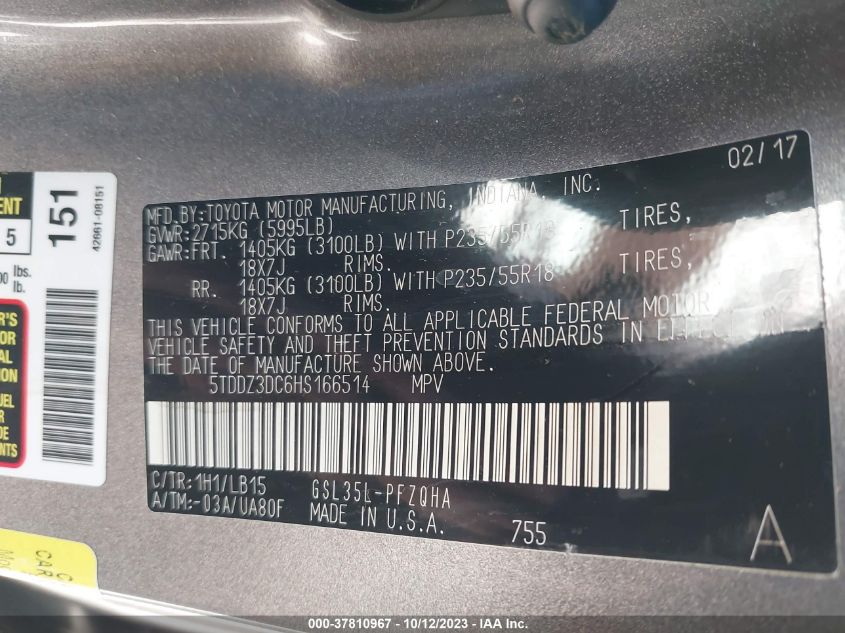 02/17
MFD.BY:TOYOTA MOTOR MANUFACTURING, INDIANA, INC.
GVWR:2715KG (5995LB)
GAWR:FRT. 1405KG (3100LB) WITH P235/55R18 TIRES,
18X7J RIMS.
RR. 1405KG (3100LB) WITH P235/55R18 TIRES,
18X7J RIMS.
THIS VEHICLE CONFORMS TO ALL APPLICABLE FEDERAL MOTOR
VEHICLE SAFETY AND THEFT PREVENTION STANDARDS IN EFFECT ON
THE DATE OF MANUFACTURE SHOWN ABOVE.
5TDDZ3DC6HS166514 MPV
C/TR:1H1/LB15 GSL35L-PFZQHA
A/TM:-03A/UA80F MADE IN U.S.A. 755
A
151
42661-08151
5
lbs.
lb.
000-37810967 - 10/12/2023 - IAA Inc.